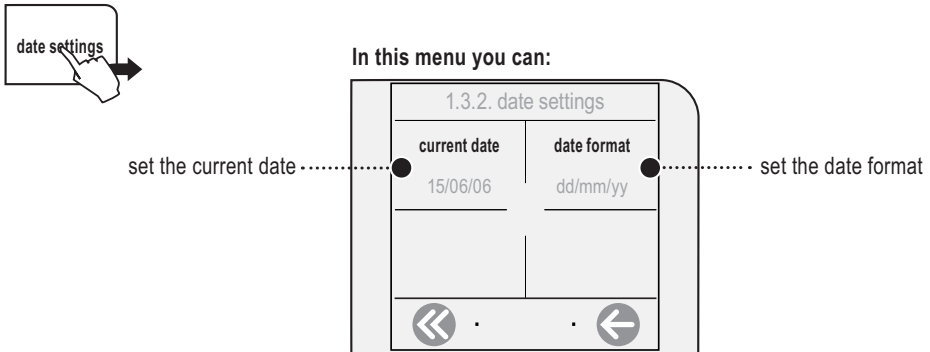 date settings
In this menu you can:
1.3.2. date settings
current date
date format
set the current date
set the date format
15/06/06
dd/mm/yy